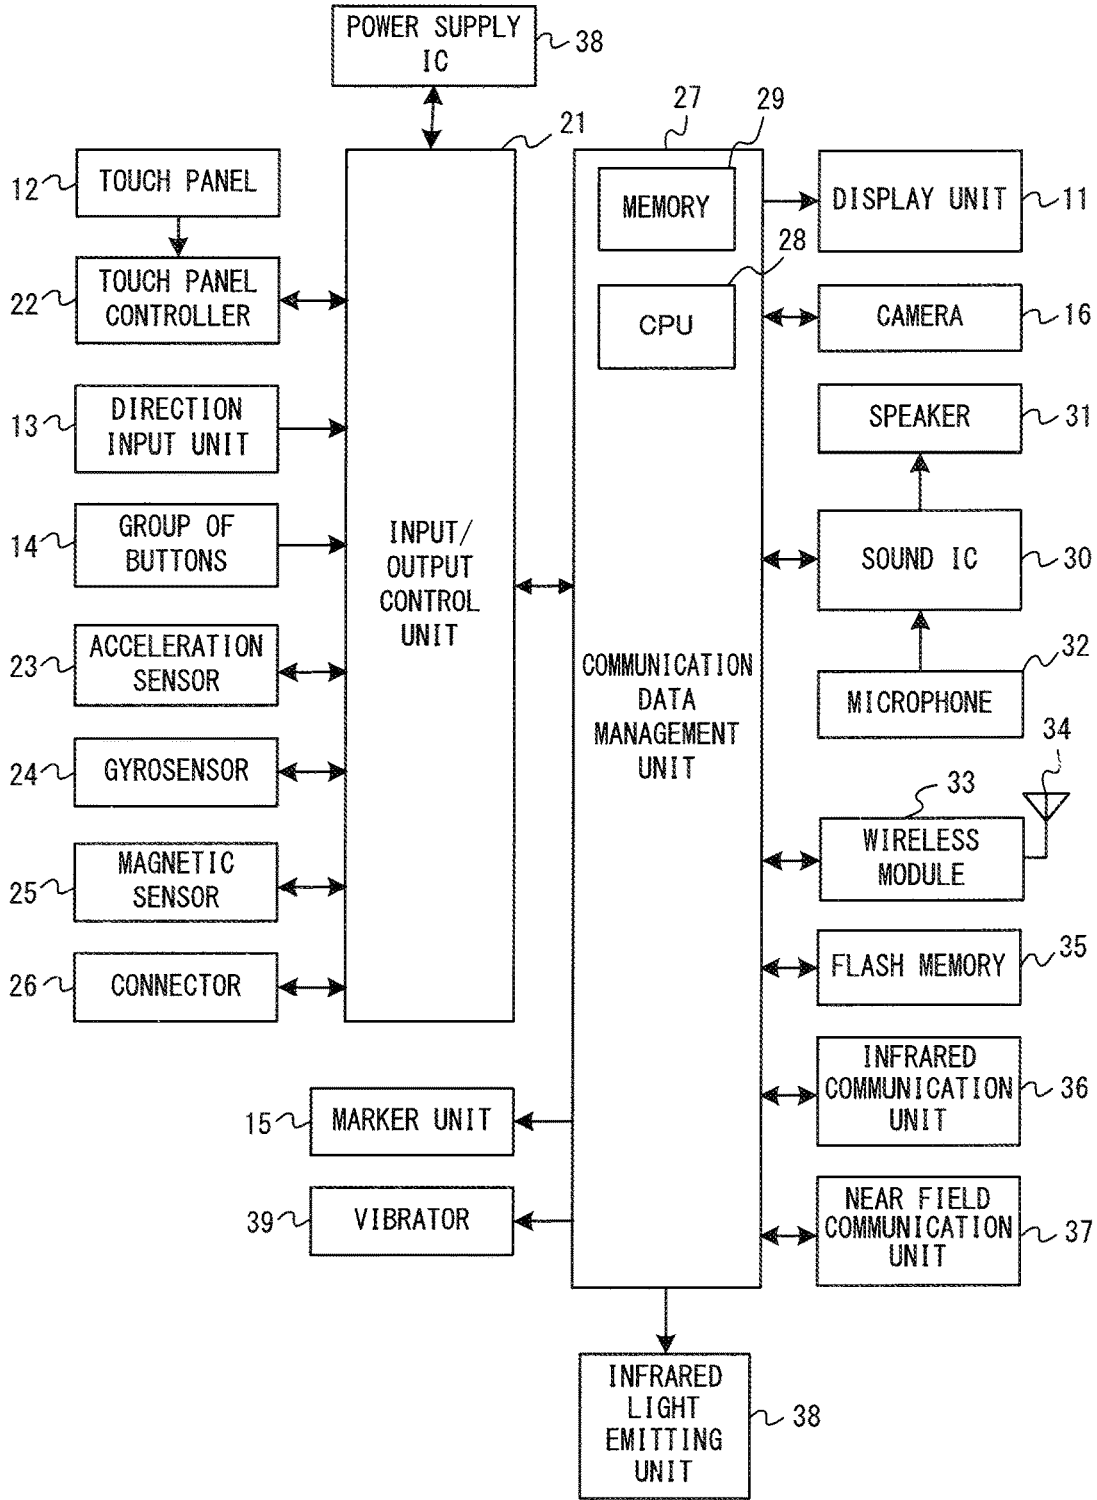 POWER SUPPLY
IC
38
21
27
29
12
TOUCH PANEL
MEMORY
DISPLAY UNIT
11
28
22
TOUCH PANEL
CONTROLLER
CPU
CAMERA
16
13
DIRECTION
INPUT UNIT
SPEAKER
31
14
GROUP OF
BUTTONS
INPUT/
OUTPUT
CONTROL
UNIT
SOUND IC
30
23
ACCELERATION
SENSOR
COMMUNICATION
DATA
MANAGEMENT
UNIT
32
MICROPHONE
24
GYROSENSOR
34
33
WIRELESS
MODULE
25
MAGNETIC
SENSOR
26
CONNECTOR
FLASH MEMORY
35
INFRARED
COMMUNICATION
UNIT
36
15
MARKER UNIT
39
VIBRATOR
NEAR FIELD
COMMUNICATION
UNIT
37
INFRARED
LIGHT
EMITTING
UNIT
38